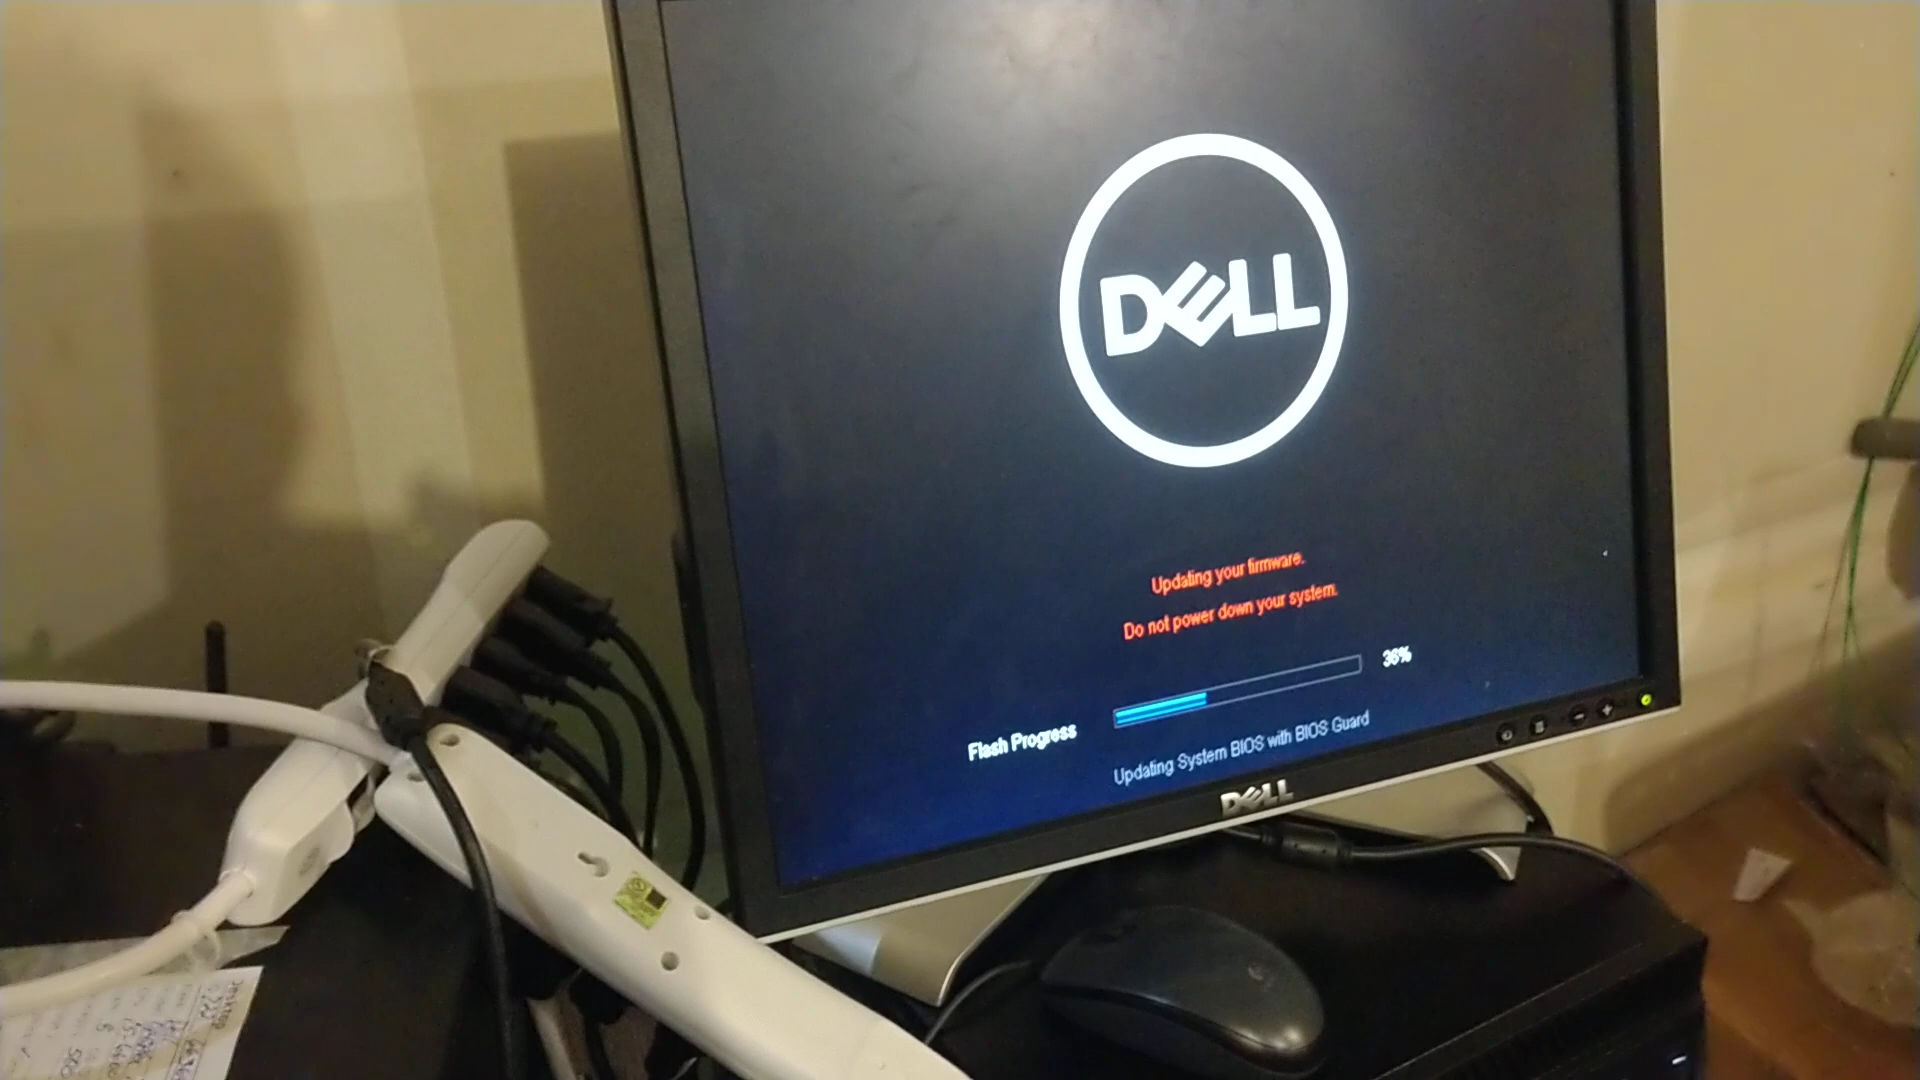 DELL
Updating your firmware.
Do not power down your system.
36%
Flash Progress
Updating System BIOS with BIOS Guard
DELL